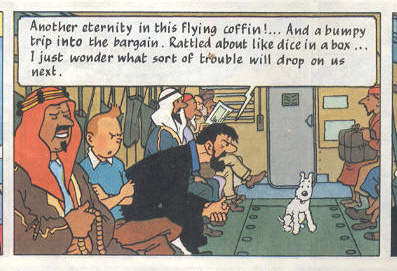 Another eternity in this flying coffin!... And a bumpy
trip into the bargain. Rattled about like dice in a box ...
I just wonder what sort of trouble will drop on us
next.